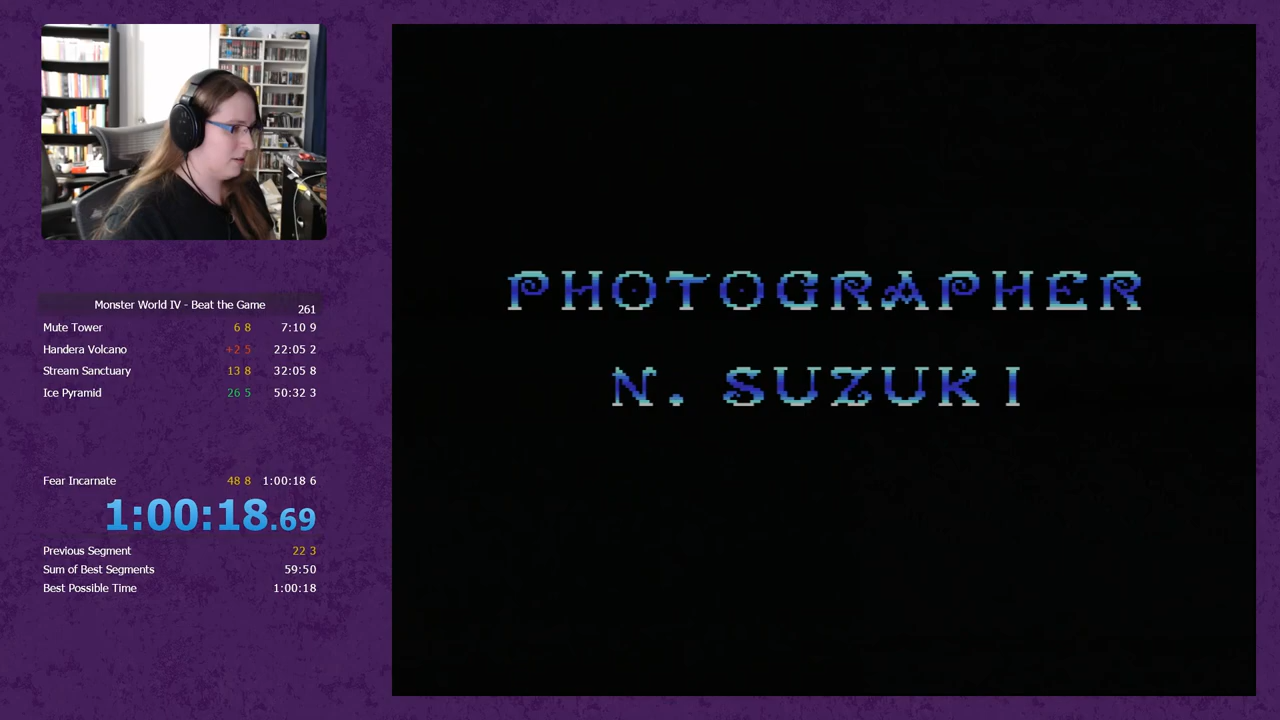 PHOTOGRAPHER
N. SUZUKI
Monster World IV - Beat the Game 261
Mute Tower 6 8 7:10 9
Handera Volcano +2 5 22:05 2
Stream Sanctuary 13 8 32:05 8
Ice Pyramid 26 5 50:32 3
Fear Incarnate 48 8 1:00:18 6
1:00:18.69
Previous Segment 22 3
Sum of Best Segments 59:50
Best Possible Time 1:00:18